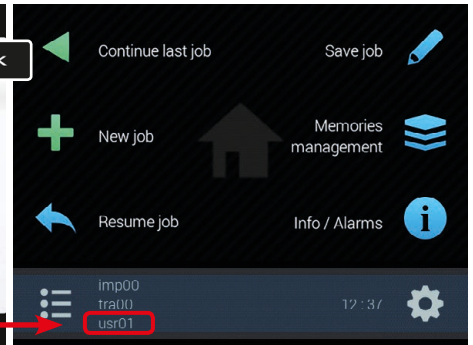 Continue last job
Save job
New job
Memories
management
Resume job
Info / Alarms
imp00
tra00
usr01
12:37